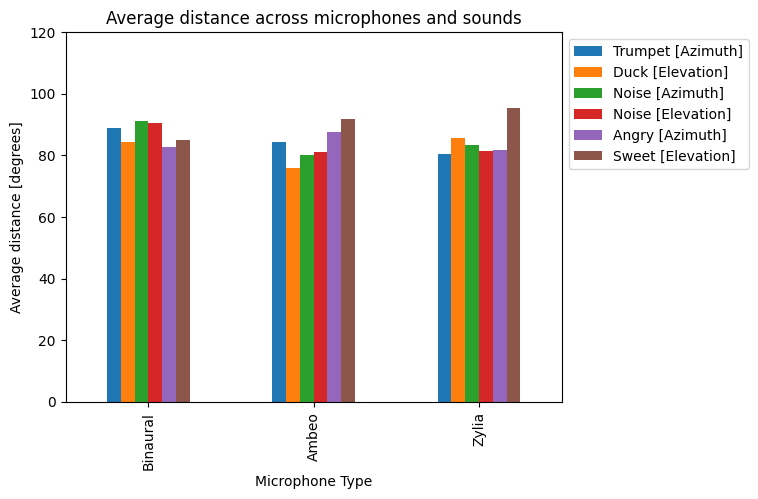 Average distance across microphones and sounds
Average distance [degrees]
120
100
80
60
40
20
0
Binaural
Ambeo
Zylia
Microphone Type
Trumpet [Azimuth]
Duck [Elevation]
Noise [Azimuth]
Noise [Elevation]
Angry [Azimuth]
Sweet [Elevation]